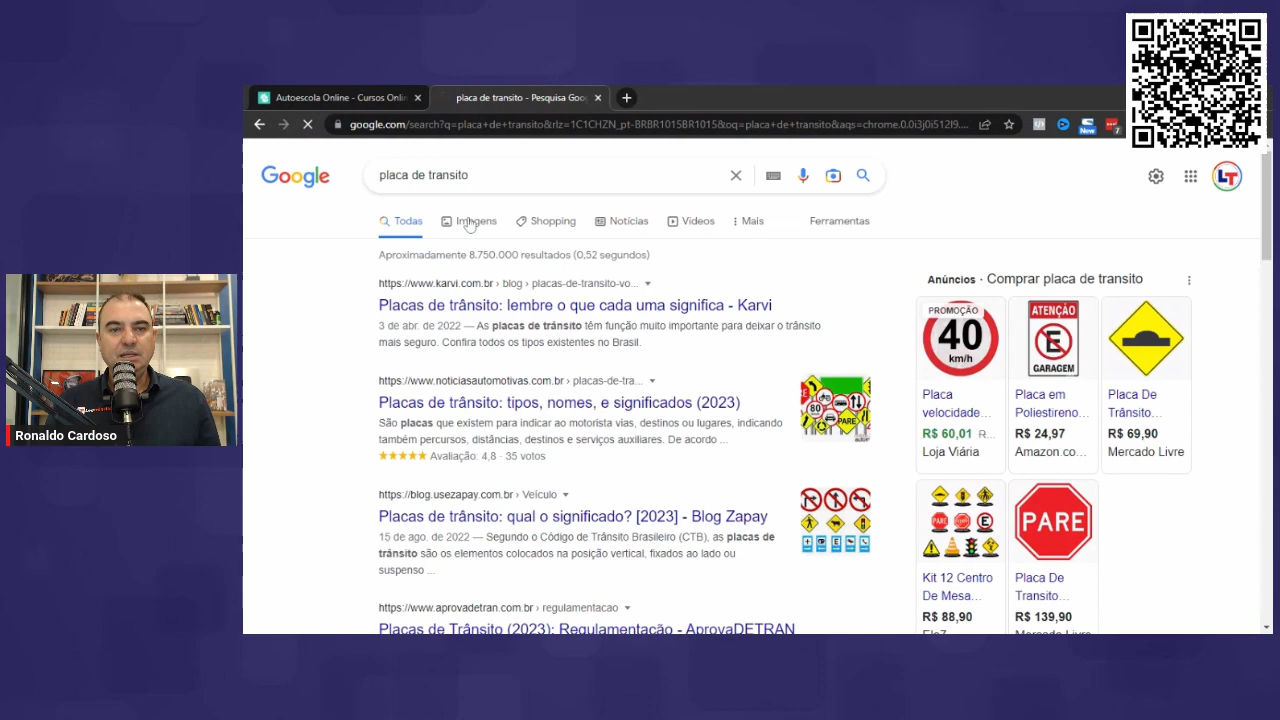 Autoescola Online - Cursos Onlin
placa de transito - Pesquisa Goo
google.com/search?q=placa+de+transito&rlz=1C1CHZN_pt-BRBR1015BR1015&oq=placa+de+transito&aqs=chrome.0.0i3j0i512l9....
New
7
Google
placa de transito
LT
Todas
Imagens
Shopping
Notícias
Vídeos
Mais
Ferramentas
Aproximadamente 8.750.000 resultados (0,52 segundos)
https://www.karvi.com.br › blog › placas-de-transito-vo...
Placas de trânsito: lembre o que cada uma significa - Karvi
3 de abr. de 2022 — As placas de trânsito têm função muito importante para deixar o trânsito
mais seguro. Confira todos os tipos existentes no Brasil.
https://www.noticiasautomotivas.com.br › placas-de-tra...
Placas de trânsito: tipos, nomes, e significados (2023)
São placas que existem para indicar ao motorista vias, destinos ou lugares, indicando
também percursos, distâncias, destinos e serviços auxiliares. De acordo ...
Avaliação: 4,8 · 35 votos
80
PARE
https://blog.usezapay.com.br › Veículo
Placas de trânsito: qual o significado? [2023] - Blog Zapay
15 de ago. de 2022 — Segundo o Código de Trânsito Brasileiro (CTB), as placas de
trânsito são os elementos colocados na posição vertical, fixados ao lado ou
suspenso ...
https://www.aprovadetran.com.br › regulamentacao
Placas de Trânsito (2023): Regulamentação - AprovaDETRAN
Anúncios · Comprar placa de transito
PROMOÇÃO
40
km/h
Placa
velocidade...
R$ 60,01 R...
Loja Viária
ATENÇÃO
E
GARAGEM
Placa em
Poliestireno...
R$ 24,97
Amazon.co...
Placa De
Trânsito...
R$ 69,90
Mercado Livre
PARE
E
Kit 12 Centro
De Mesa...
R$ 88,90
Elo7
PARE
Placa De
Transito...
R$ 139,90
Mercado Livre
Ronaldo Cardoso